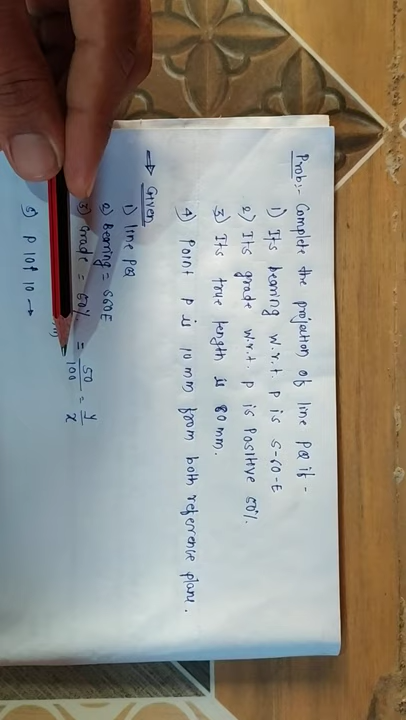 Prob:- Complete the projation of line PQ if -
1) Its bearing w.r.t. P is S-60-E
2) Its grade w.r.t. P is Positive 50%.
3) Its true length is 80 mm.
4) Point P is 10 mm from both reference plane.
→ Given
1) line PQ
2) Bearing = S60E
3) Grade = 50% = 50/100 = y/x
5) P 10↑ 10 →